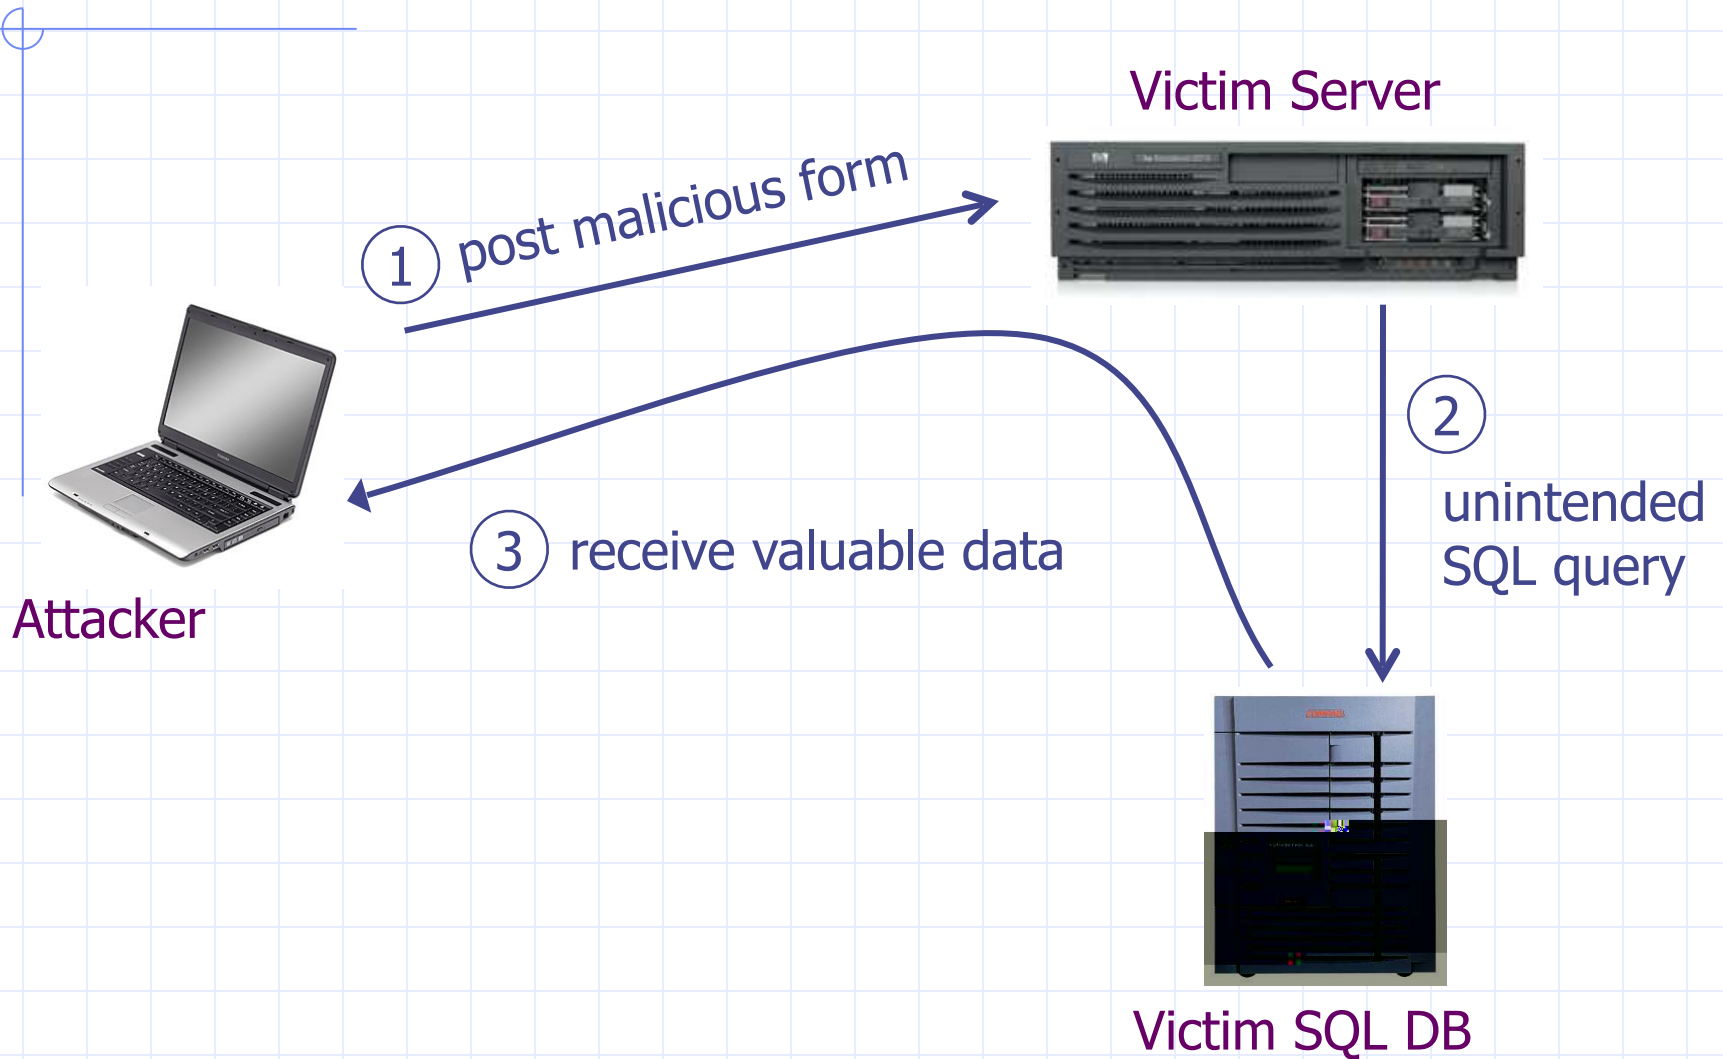 Victim Server
1 post malicious form
2
unintended
SQL query
3 receive valuable data
Attacker
Victim SQL DB